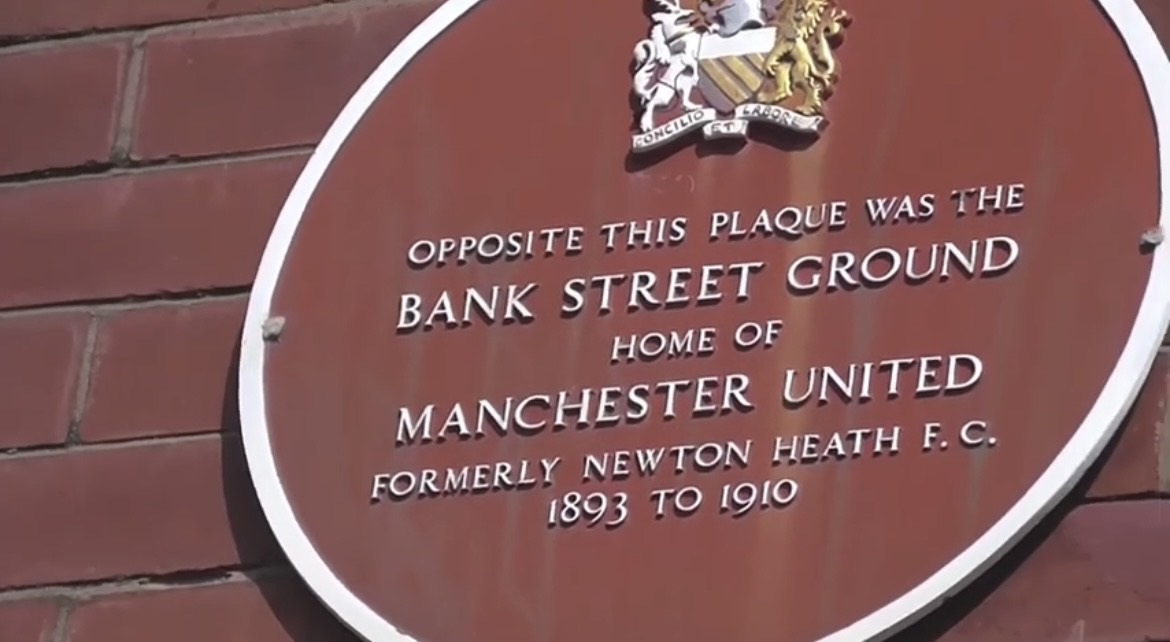 CONCILIO ET LABORE
OPPOSITE THIS PLAQUE WAS THE
BANK STREET GROUND
HOME OF
MANCHESTER UNITED
FORMERLY NEWTON HEATH F. C.
1893 TO 1910